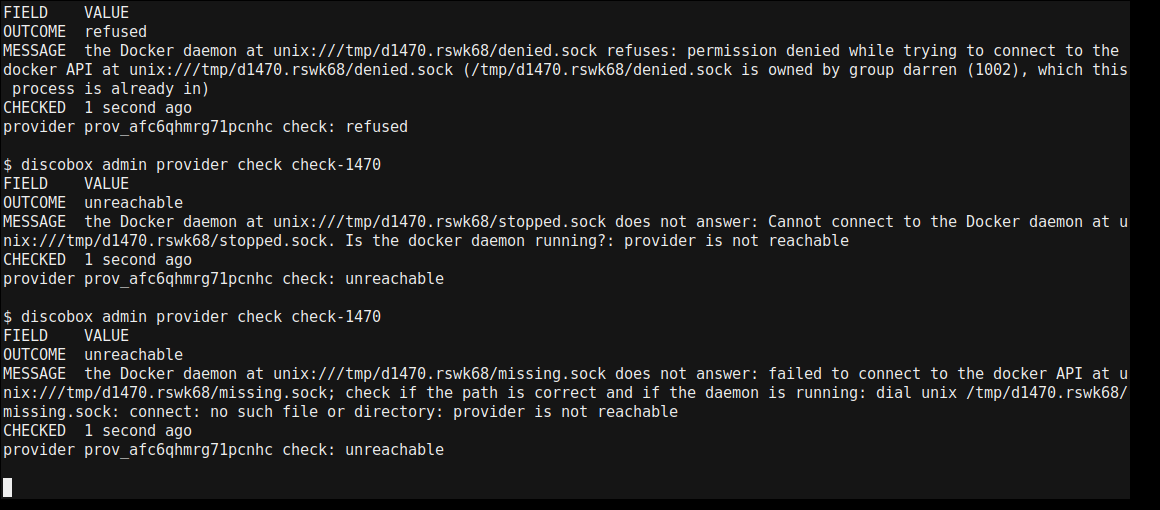 FIELD    VALUE
OUTCOME  refused
MESSAGE  the Docker daemon at unix:///tmp/d1470.rswk68/denied.sock refuses: permission denied while trying to connect to the
docker API at unix:///tmp/d1470.rswk68/denied.sock (/tmp/d1470.rswk68/denied.sock is owned by group darren (1002), which this
 process is already in)
CHECKED  1 second ago
provider prov_afc6qhmrg71pcnhc check: refused

$ discobox admin provider check check-1470
FIELD    VALUE
OUTCOME  unreachable
MESSAGE  the Docker daemon at unix:///tmp/d1470.rswk68/stopped.sock does not answer: Cannot connect to the Docker daemon at u
nix:///tmp/d1470.rswk68/stopped.sock. Is the docker daemon running?: provider is not reachable
CHECKED  1 second ago
provider prov_afc6qhmrg71pcnhc check: unreachable

$ discobox admin provider check check-1470
FIELD    VALUE
OUTCOME  unreachable
MESSAGE  the Docker daemon at unix:///tmp/d1470.rswk68/missing.sock does not answer: failed to connect to the docker API at u
nix:///tmp/d1470.rswk68/missing.sock; check if the path is correct and if the daemon is running: dial unix /tmp/d1470.rswk68/
missing.sock: connect: no such file or directory: provider is not reachable
CHECKED  1 second ago
provider prov_afc6qhmrg71pcnhc check: unreachable